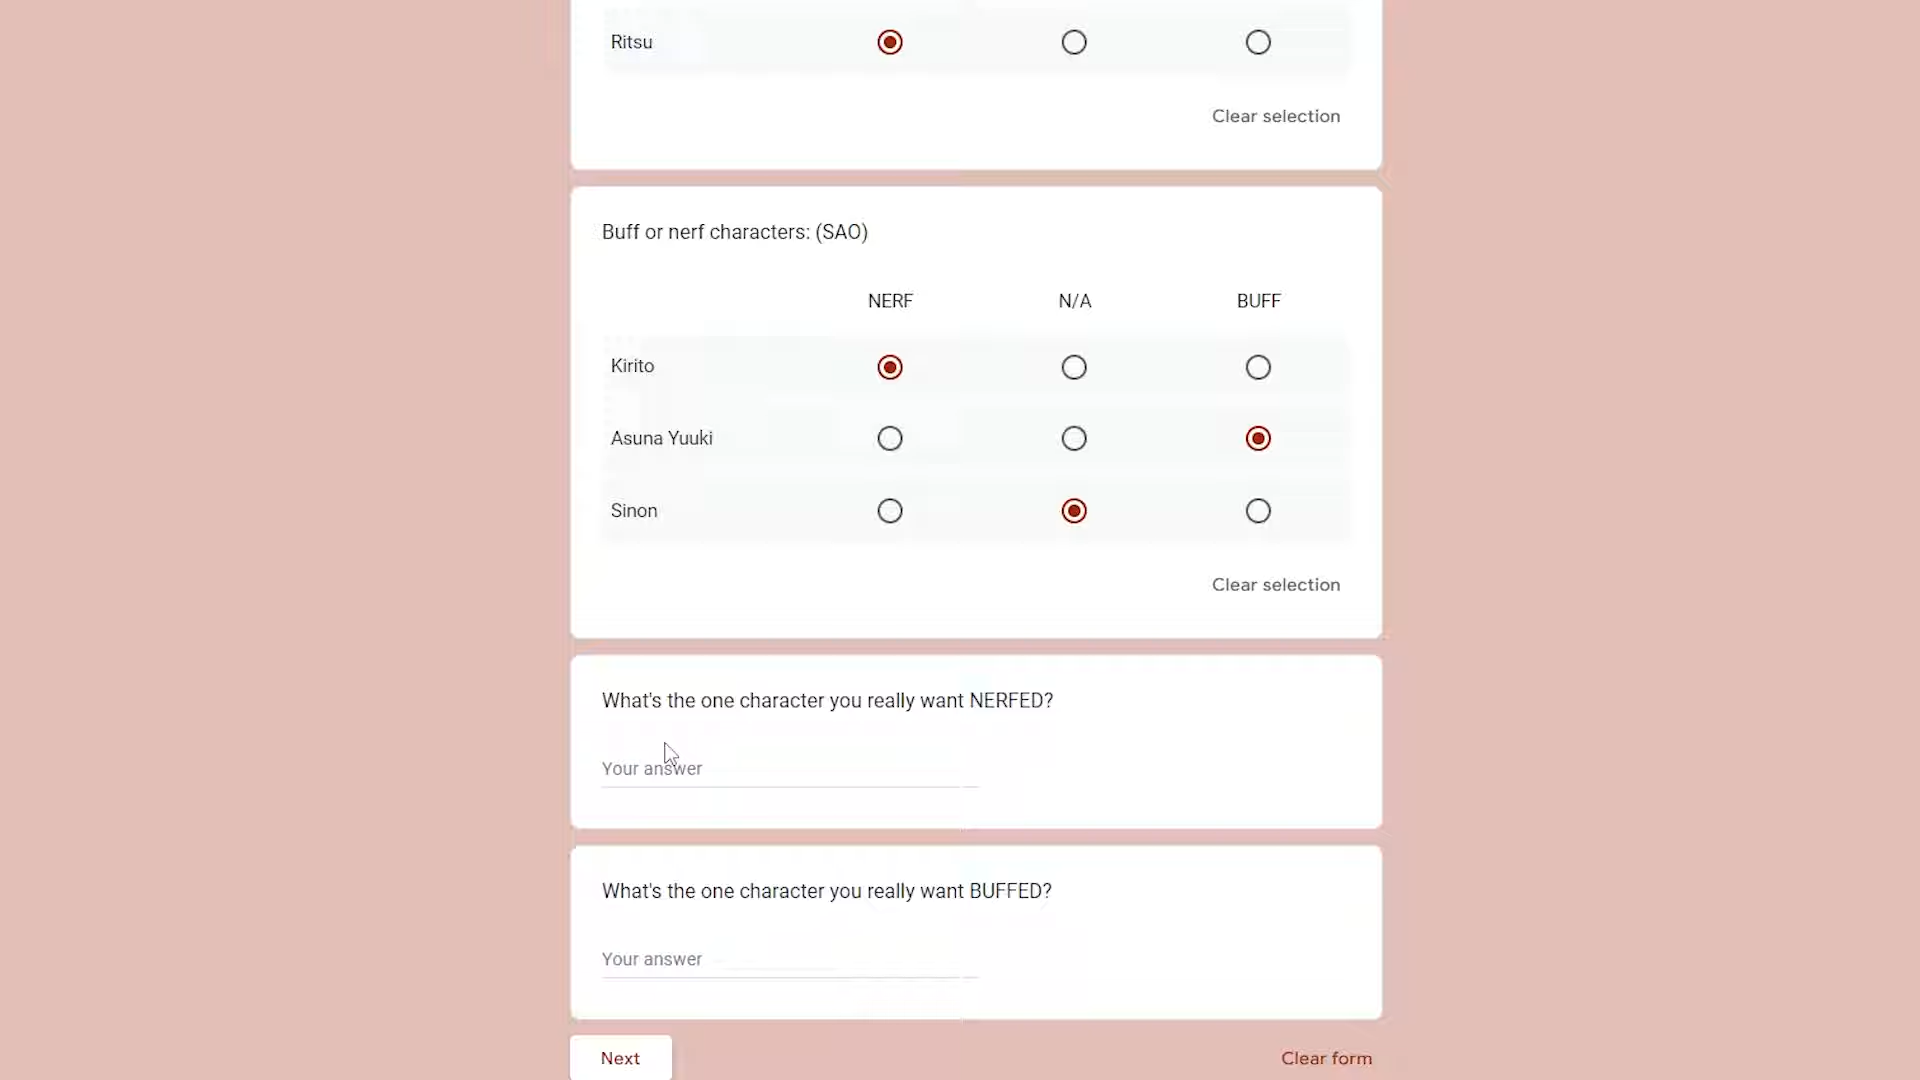 Ritsu
Clear selection
Buff or nerf characters: (SAO)
NERF N/A BUFF
Kirito
Asuna Yuuki
Sinon
Clear selection
What's the one character you really want NERFED?
Your answer
What's the one character you really want BUFFED?
Your answer
Next Clear form